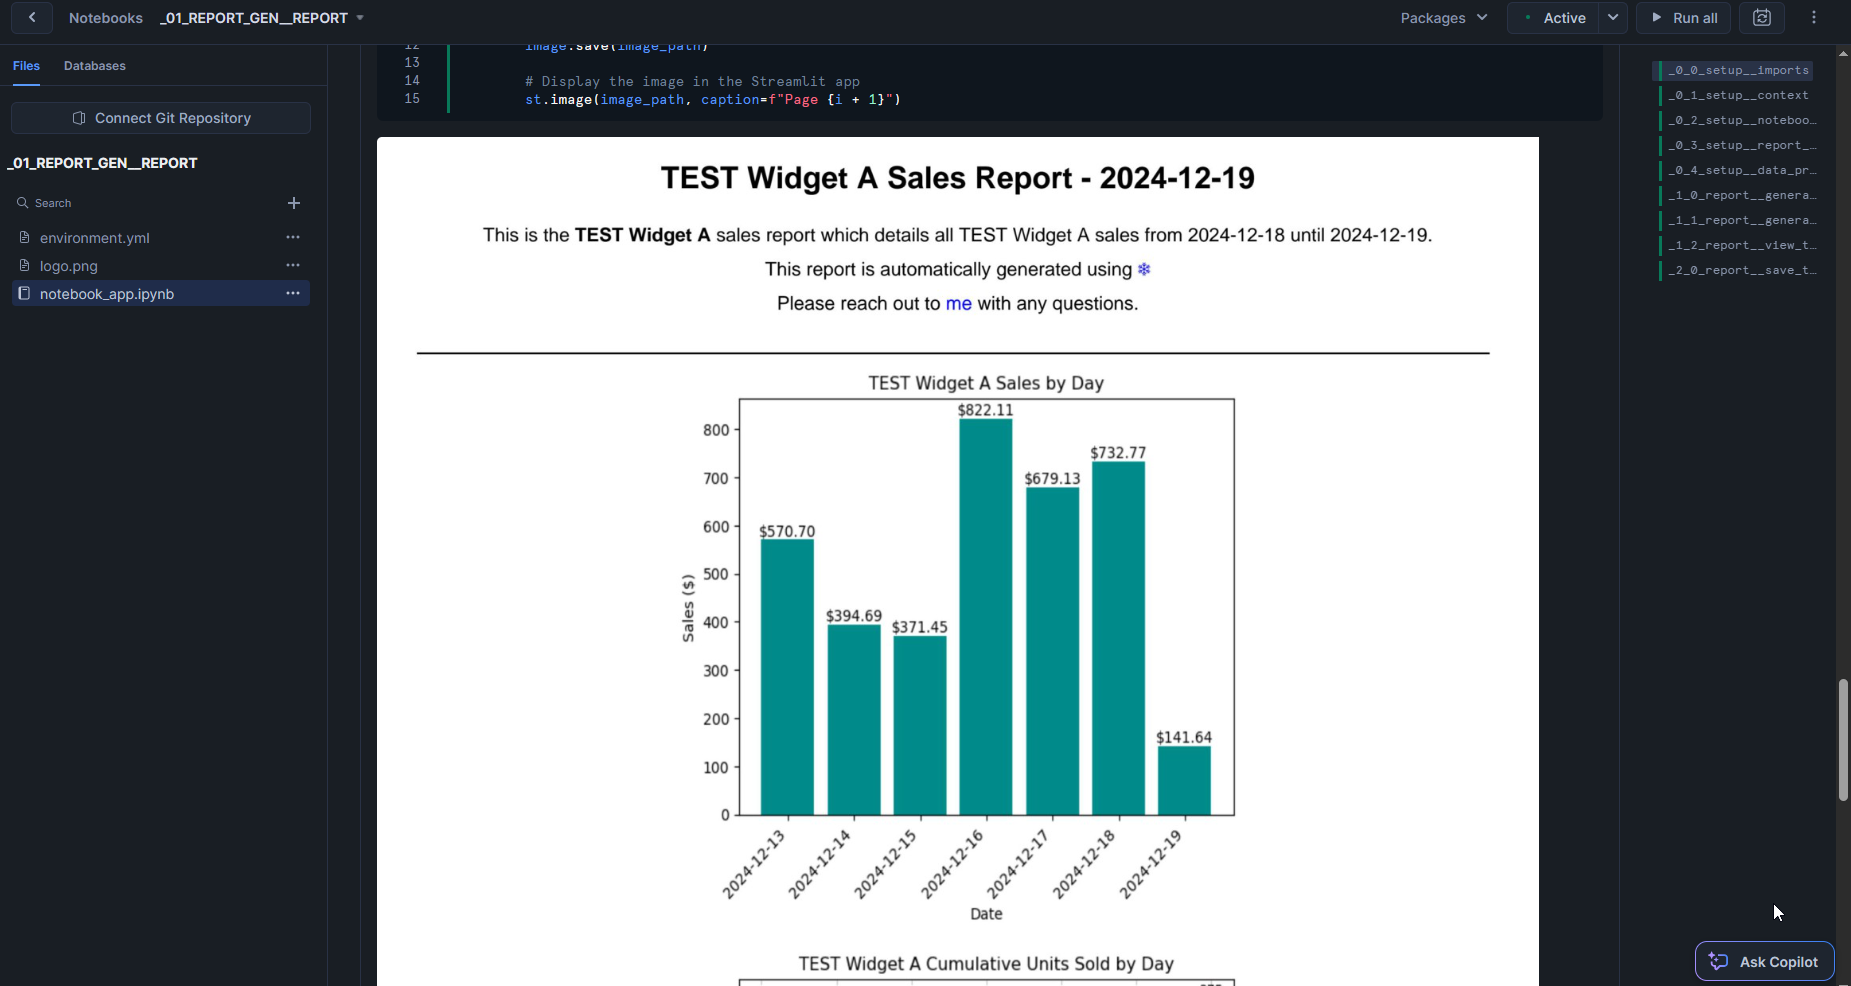 Notebooks _01_REPORT_GEN__REPORT
Packages
Active
Run all
Files Databases
Connect Git Repository
_01_REPORT_GEN__REPORT
Search
environment.yml
logo.png
notebook_app.ipynb
12 image.save(image_path)
13
14 # Display the image in the Streamlit app
15 st.image(image_path, caption=f"Page {i + 1}")
TEST Widget A Sales Report - 2024-12-19
This is the TEST Widget A sales report which details all TEST Widget A sales from 2024-12-18 until 2024-12-19.
This report is automatically generated using ❄
Please reach out to me with any questions.
TEST Widget A Sales by Day
Sales ($)
800
700
600
500
400
300
200
100
0
$570.70
$394.69
$371.45
$822.11
$679.13
$732.77
$141.64
2024-12-13
2024-12-14
2024-12-15
2024-12-16
2024-12-17
2024-12-18
2024-12-19
Date
TEST Widget A Cumulative Units Sold by Day
_0_0_setup__imports
_0_1_setup__context
_0_2_setup__noteboo…
_0_3_setup__report_…
_0_4_setup__data_pr…
_1_0_report__genera…
_1_1_report__genera…
_1_2_report__view_t…
_2_0_report__save_t…
Ask Copilot